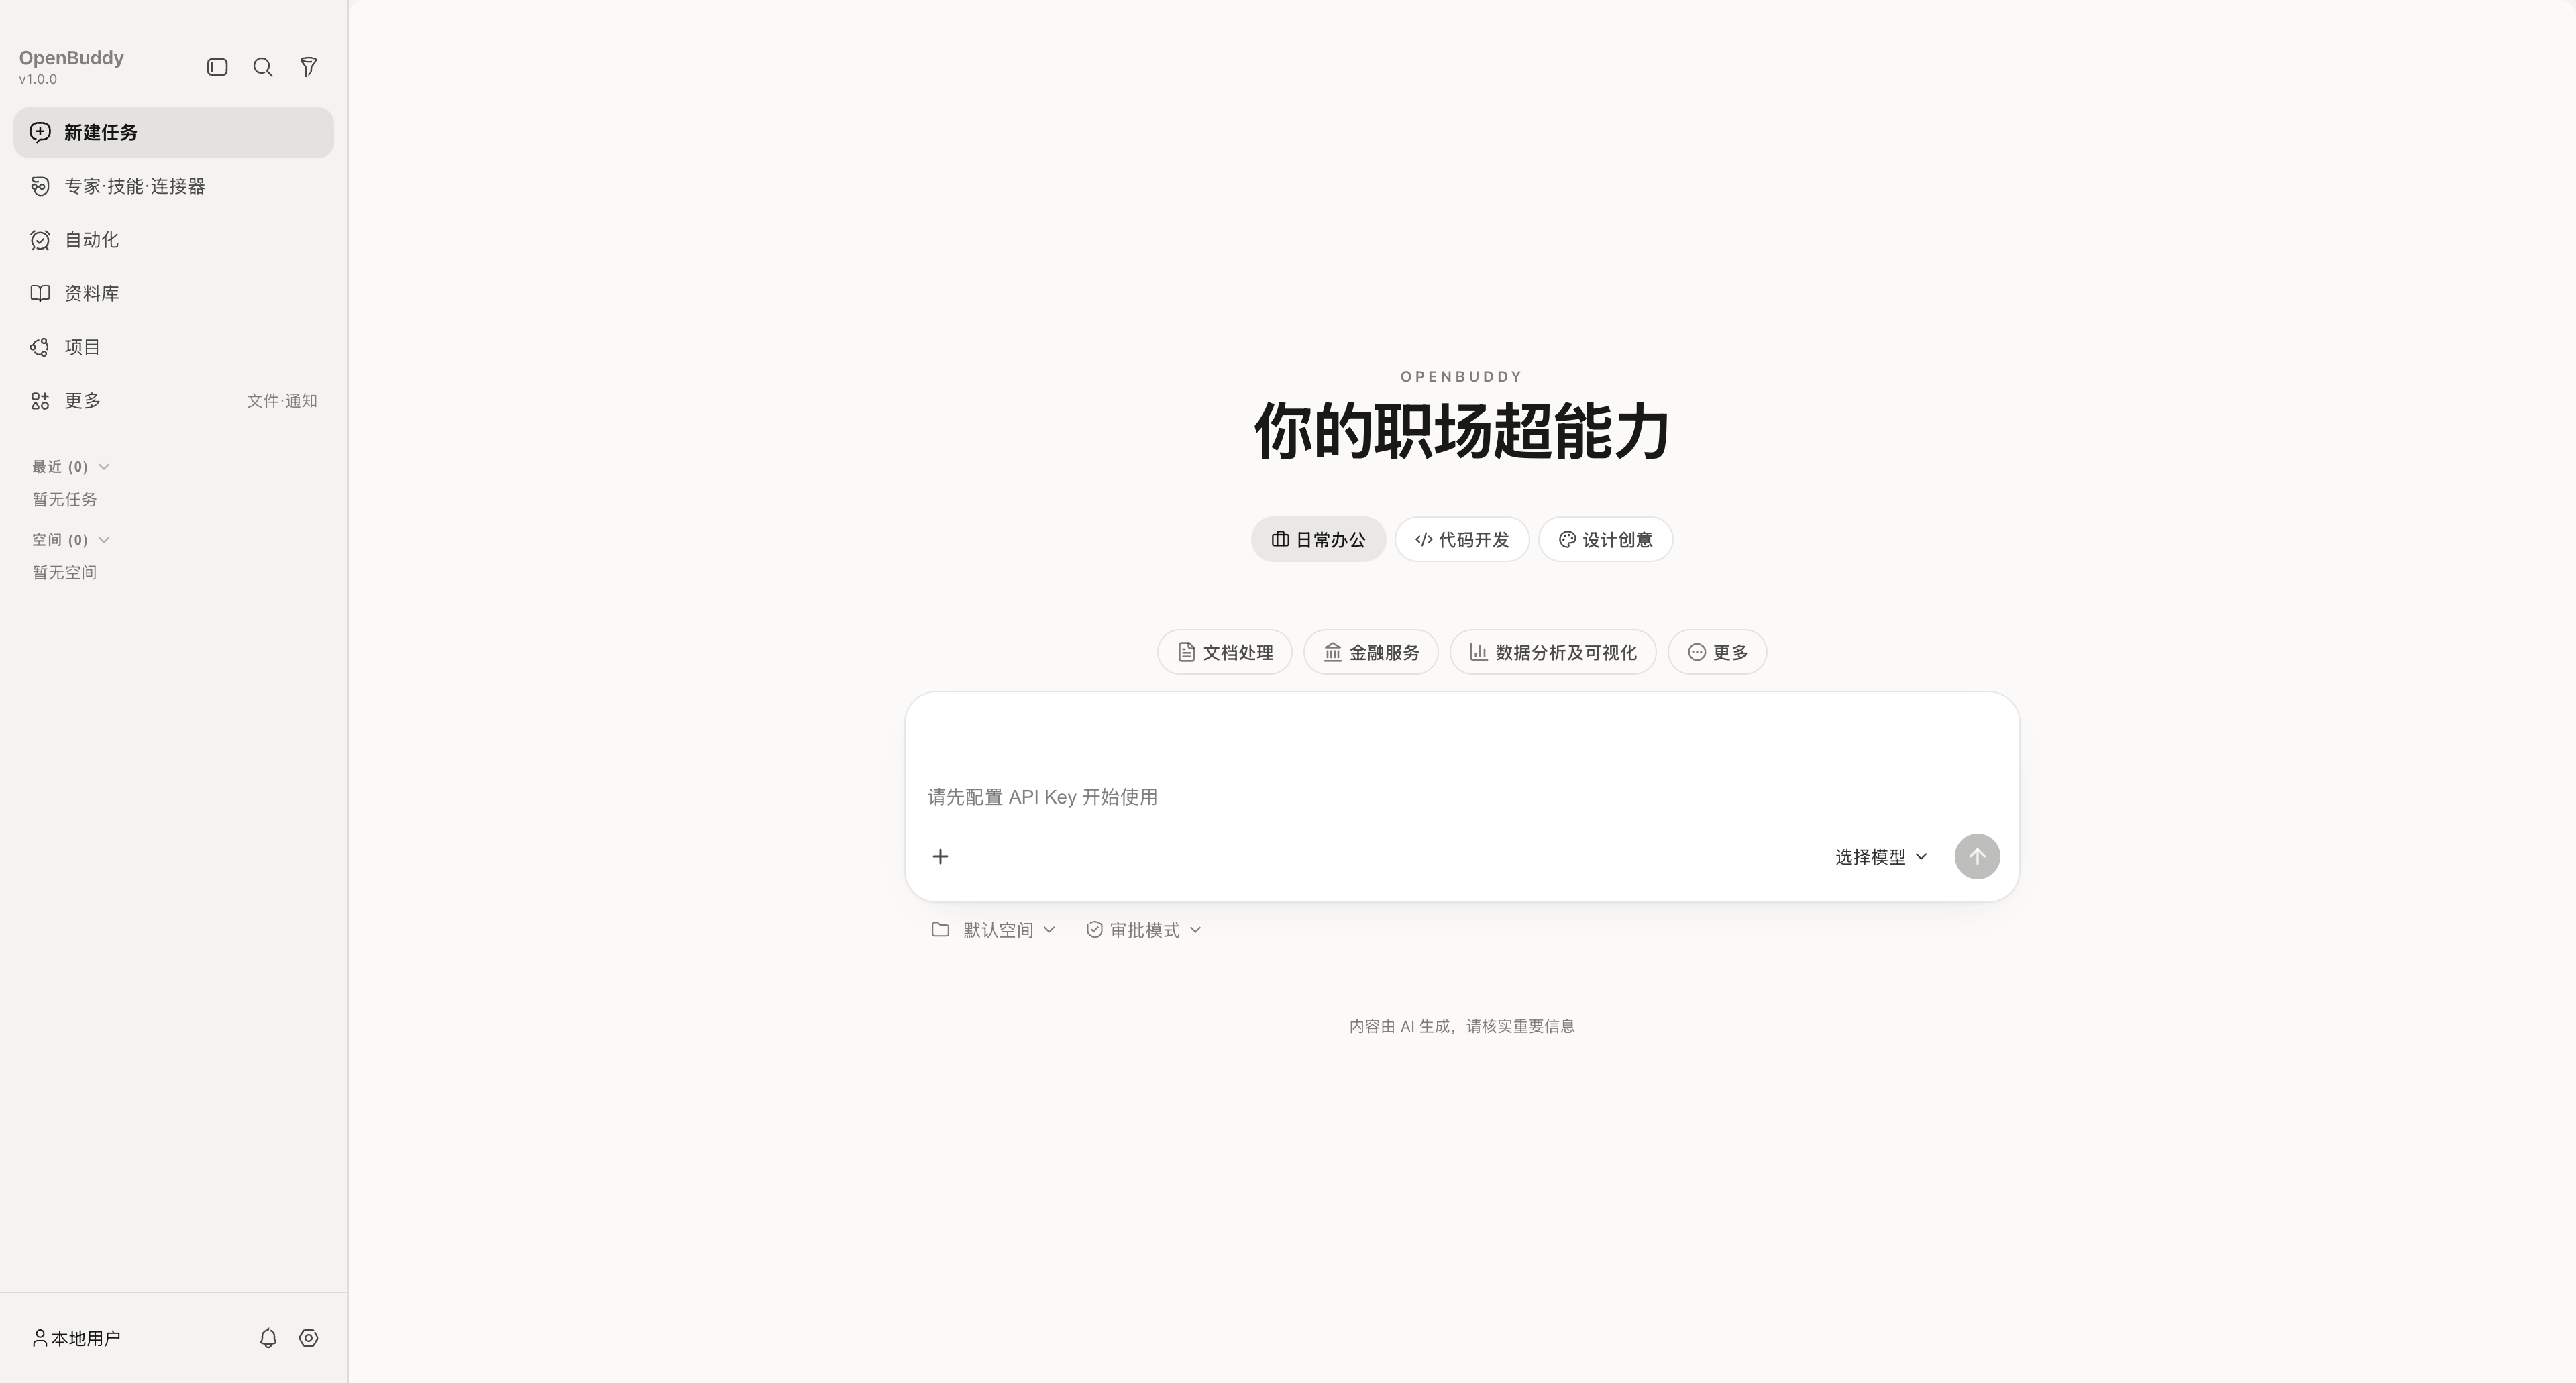 OpenBuddy
v1.0.0
新建任务
专家·技能·连接器
自动化
资料库
项目
更多 文件·通知
最近 (0)
暂无任务
空间 (0)
暂无空间
本地用户
OPENBUDDY
你的职场超能力
日常办公 代码开发 设计创意
文档处理 金融服务 数据分析及可视化 更多
请先配置 API Key 开始使用
选择模型
默认空间 审批模式
内容由 AI 生成，请核实重要信息